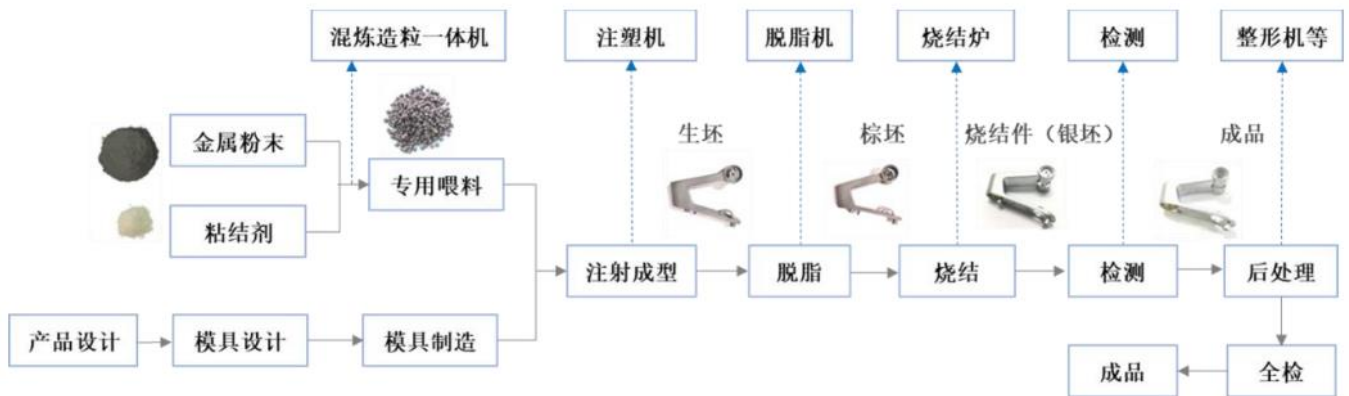 混炼造粒一体机
注塑机
脱脂机
烧结炉
检测
整形机等
金属粉末
粘结剂
专用喂料
生坯
棕坯
烧结件（银坯）
成品
注射成型
脱脂
烧结
检测
后处理
产品设计
模具设计
模具制造
成品
全检